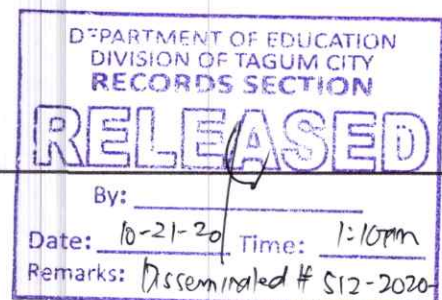 DEPARTMENT OF EDUCATION
DIVISION OF TAGUM CITY
RECORDS SECTION
RELEASED
By:
Date: 10-21-20 Time: 1:10pm
Remarks: Disseminated # 512-2020-